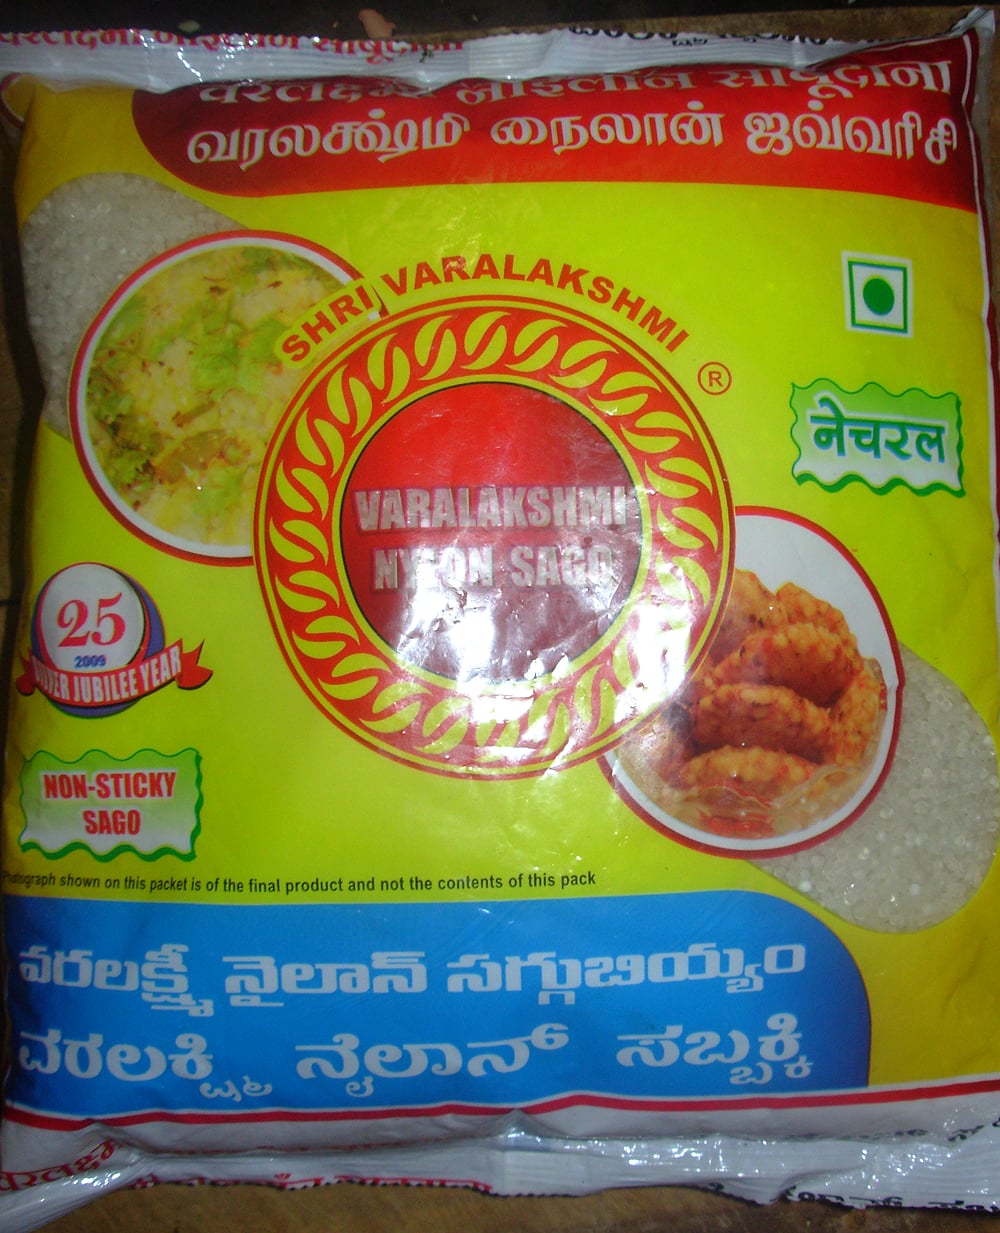 वरलक्ष्मी नाइलॉन साबूदाना
வரலக்ஷ்மி நைலான் ஜவ்வரிசி
SHRI VARALAKSHMI
®
नेचरल
VARALAKSHMI
NYLON SAGO
25
2009
SILVER JUBILEE YEAR
NON-STICKY
SAGO
Photograph shown on this packet is of the final product and not the contents of this pack
వరలక్ష్మీ నైలాన్ సగ్గుబియ్యం
ವರಲಕ್ಷ್ಮಿ ನೈಲಾನ್ ಸಬ್ಬಕ್ಕಿ